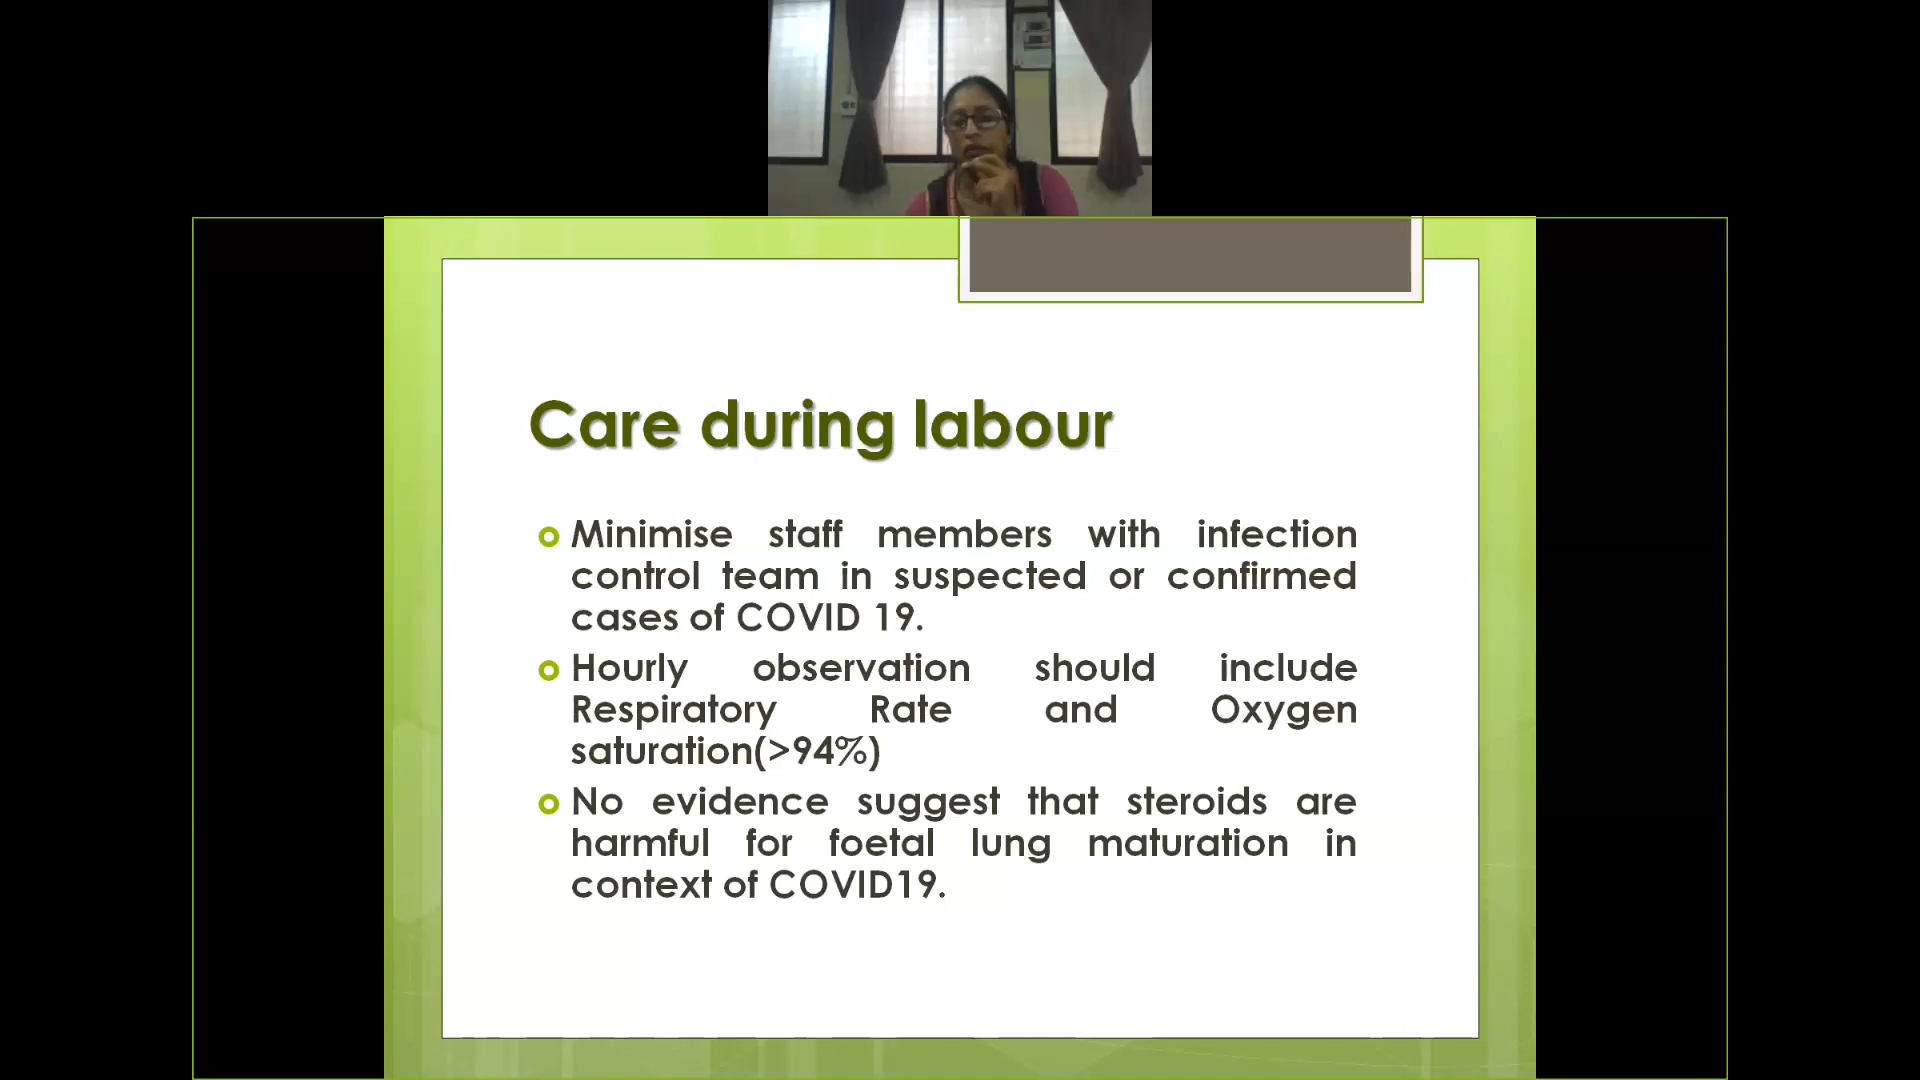 Care during labour
Minimise staff members with infection
control team in suspected or confirmed
cases of COVID 19.
Hourly observation should include
Respiratory Rate and Oxygen
saturation(>94%)
No evidence suggest that steroids are
harmful for foetal lung maturation in
context of COVID19.